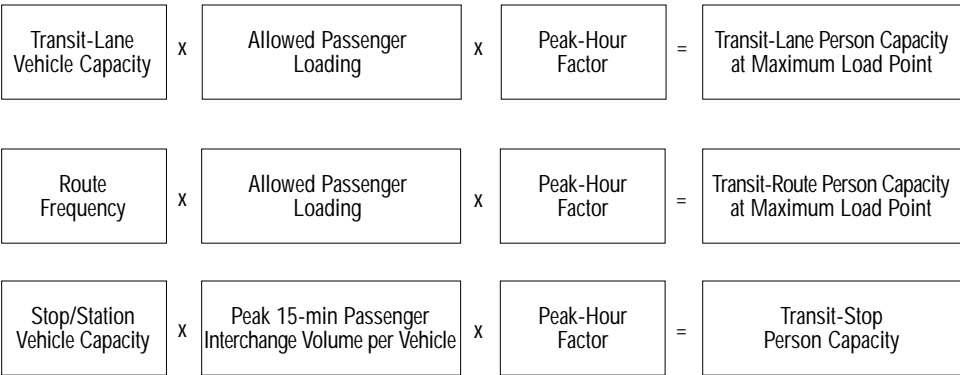 Transit-Lane
Vehicle Capacity
x
Allowed Passenger
Loading
x
Peak-Hour
Factor
=
Transit-Lane Person Capacity
at Maximum Load Point
Route
Frequency
x
Allowed Passenger
Loading
x
Peak-Hour
Factor
=
Transit-Route Person Capacity
at Maximum Load Point
Stop/Station
Vehicle Capacity
x
Peak 15-min Passenger
Interchange Volume per Vehicle
x
Peak-Hour
Factor
=
Transit-Stop
Person Capacity